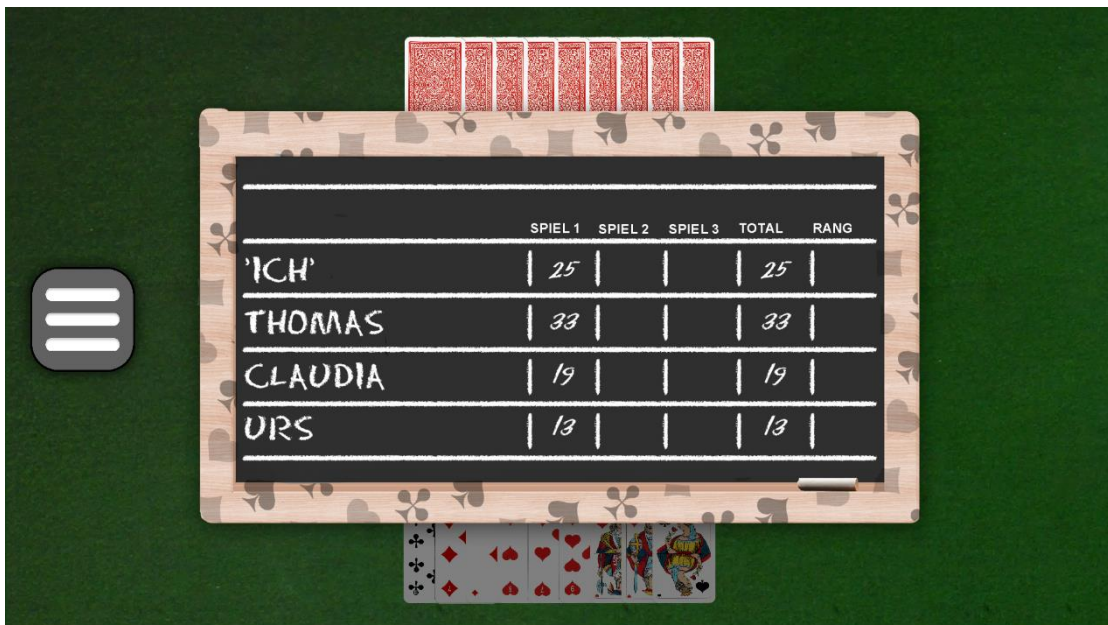 SPIEL 1 SPIEL 2 SPIEL 3 TOTAL RANG
'ICH' 25 25
THOMAS 33 33
CLAUDIA 19 19
URS 13 13